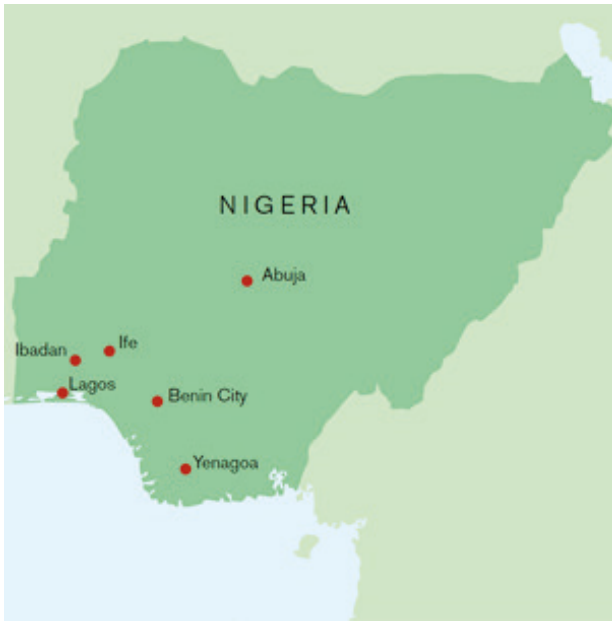 NIGERIA
Abuja
Ife
Ibadan
Lagos
Benin City
Yenagoa